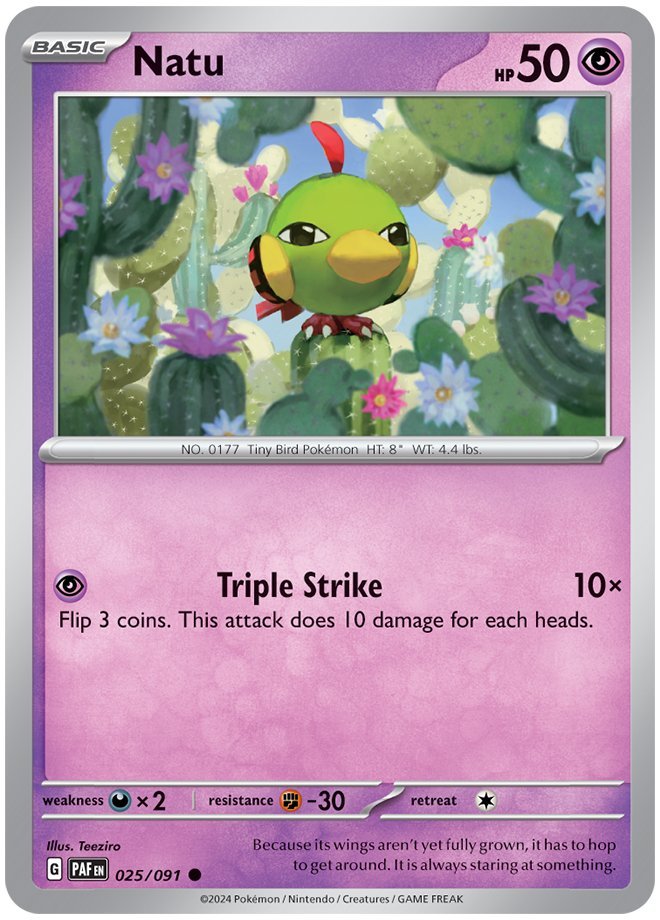 BASIC
Natu
HP 50
NO. 0177 Tiny Bird Pokémon HT: 8" WT: 4.4 lbs.
Triple Strike 10×
Flip 3 coins. This attack does 10 damage for each heads.
weakness ×2 resistance -30 retreat
Illus. Teeziro
Because its wings aren't yet fully grown, it has to hop
to get around. It is always staring at something.
G PAF EN 025/091
©2024 Pokémon / Nintendo / Creatures / GAME FREAK